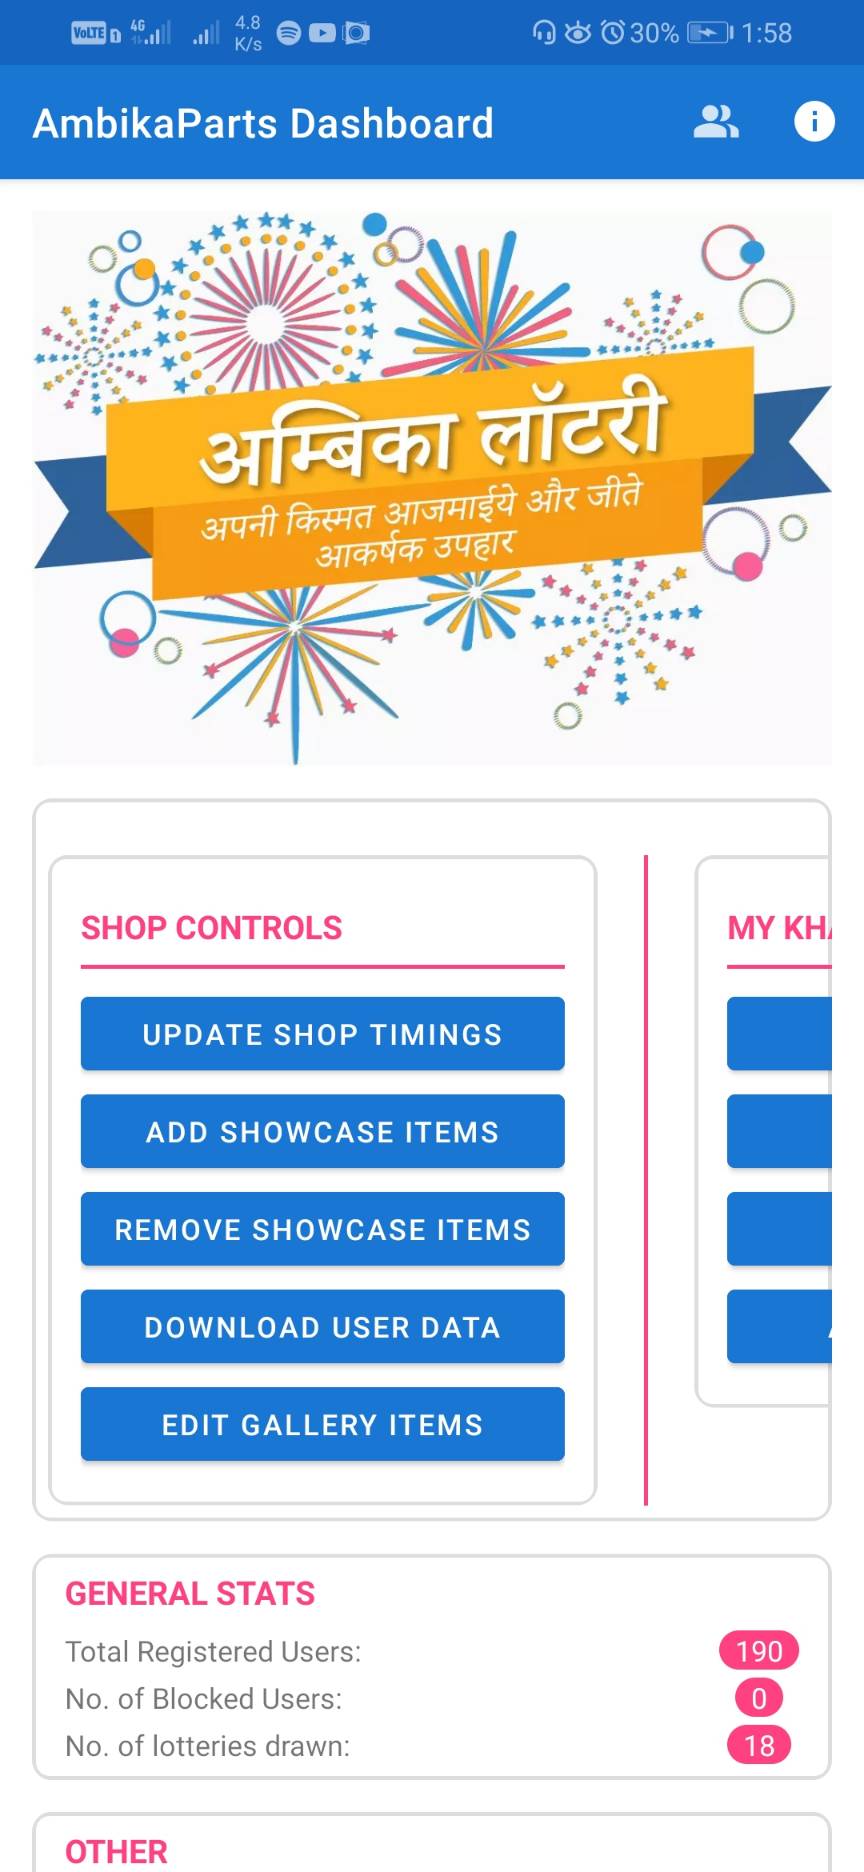 VoLTE 1 4G 4.8 K/s 30% 1:58
AmbikaParts Dashboard
अम्बिका लॉटरी
अपनी किस्मत आजमाईये और जीते
आकर्षक उपहार
SHOP CONTROLS
UPDATE SHOP TIMINGS
ADD SHOWCASE ITEMS
REMOVE SHOWCASE ITEMS
DOWNLOAD USER DATA
EDIT GALLERY ITEMS
MY
GENERAL STATS
Total Registered Users: 190
No. of Blocked Users: 0
No. of lotteries drawn: 18
OTHER